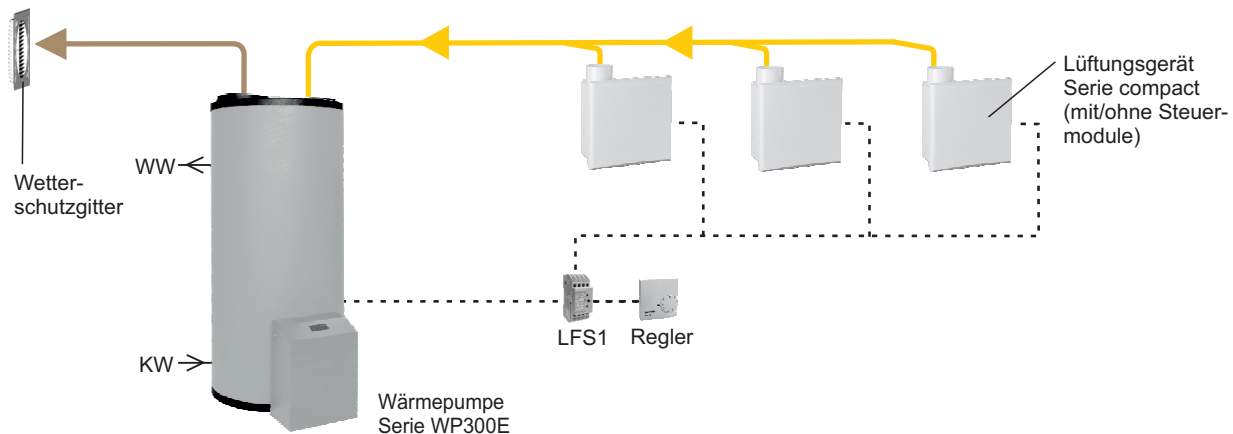 Lüftungsgerät
Serie compact
(mit/ohne Steuer-
module)
WW
Wetter-
schutzgitter
LFS1
Regler
KW
Wärmepumpe
Serie WP300E